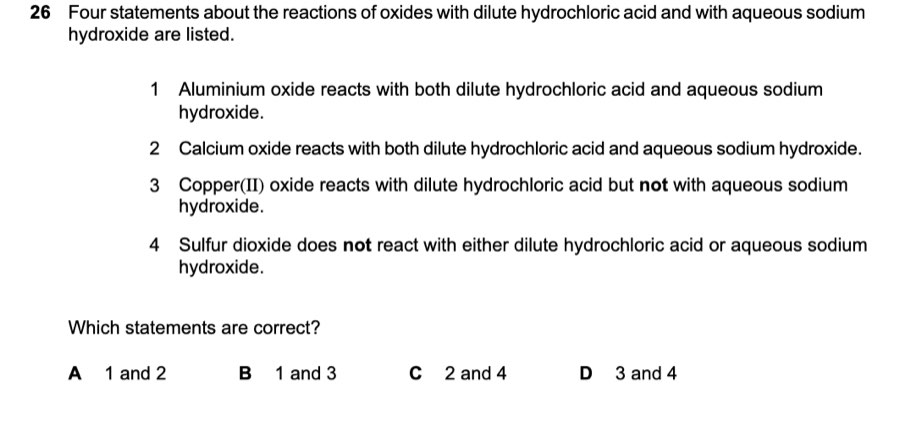 26 Four statements about the reactions of oxides with dilute hydrochloric acid and with aqueous sodium
hydroxide are listed.
1 Aluminium oxide reacts with both dilute hydrochloric acid and aqueous sodium
hydroxide.
2 Calcium oxide reacts with both dilute hydrochloric acid and aqueous sodium hydroxide.
3 Copper(II) oxide reacts with dilute hydrochloric acid but not with aqueous sodium
hydroxide.
4 Sulfur dioxide does not react with either dilute hydrochloric acid or aqueous sodium
hydroxide.
Which statements are correct?
A 1 and 2 B 1 and 3 C 2 and 4 D 3 and 4